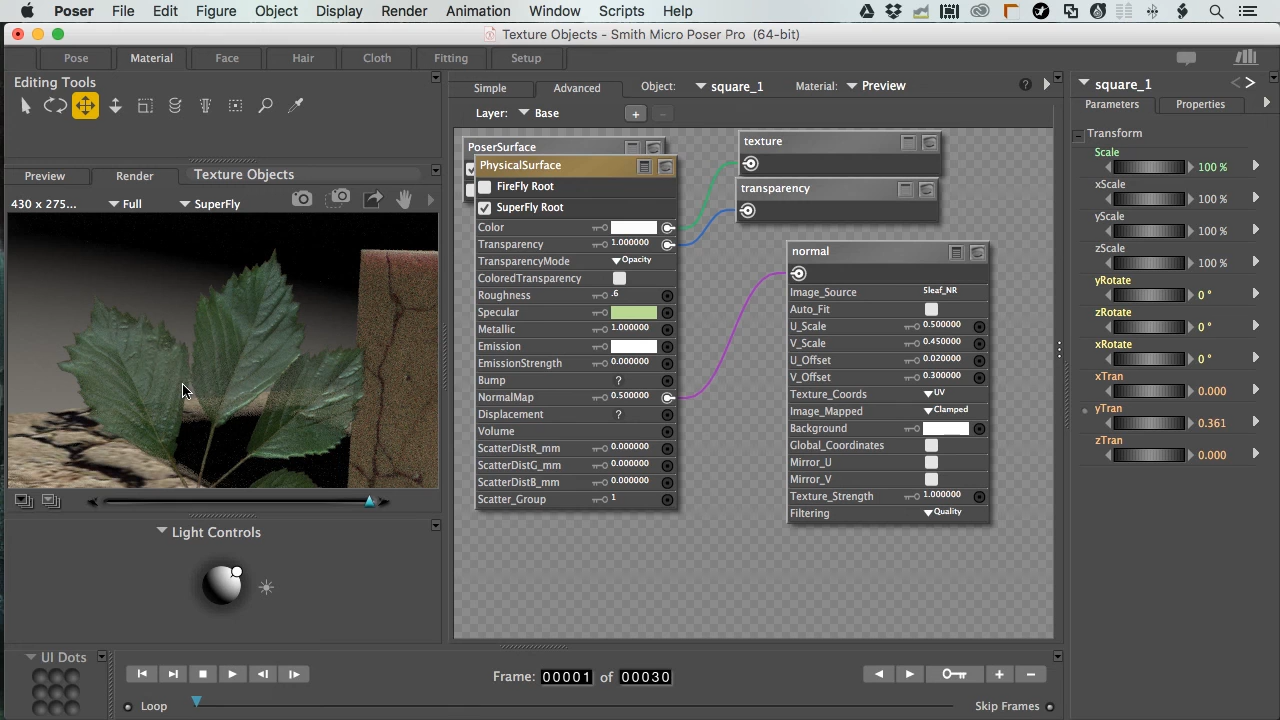 Poser File Edit Figure Object Display Render Animation Window Scripts Help
Texture Objects - Smith Micro Poser Pro (64-bit)
Pose Material Face Hair Cloth Fitting Setup
Editing Tools
Simple Advanced Object: square_1 Material: Preview
Layer: Base
square_1
Parameters Properties
Preview Render Texture Objects
430 x 275... Full SuperFly
PoserSurface
PhysicalSurface
FireFly Root
SuperFly Root
Color
Transparency 1.000000
TransparencyMode Opacity
ColoredTransparency
Roughness .6
Specular
Metallic 1.000000
Emission
EmissionStrength 0.000000
Bump ?
NormalMap 0.500000
Displacement ?
Volume
ScatterDistR_mm 0.000000
ScatterDistG_mm 0.000000
ScatterDistB_mm 0.000000
Scatter_Group 1
texture
transparency
normal
Image_Source 5leaf_NR
Auto_Fit
U_Scale 0.500000
V_Scale 0.450000
U_Offset 0.020000
V_Offset 0.300000
Texture_Coords UV
Image_Mapped Clamped
Background
Global_Coordinates
Mirror_U
Mirror_V
Texture_Strength 1.000000
Filtering Quality
Transform
Scale 100 %
xScale 100 %
yScale 100 %
zScale 100 %
yRotate 0 °
zRotate 0 °
xRotate 0 °
xTran 0.000
yTran 0.361
zTran 0.000
Light Controls
UI Dots
Frame: 00001 of 00030
Loop
Skip Frames